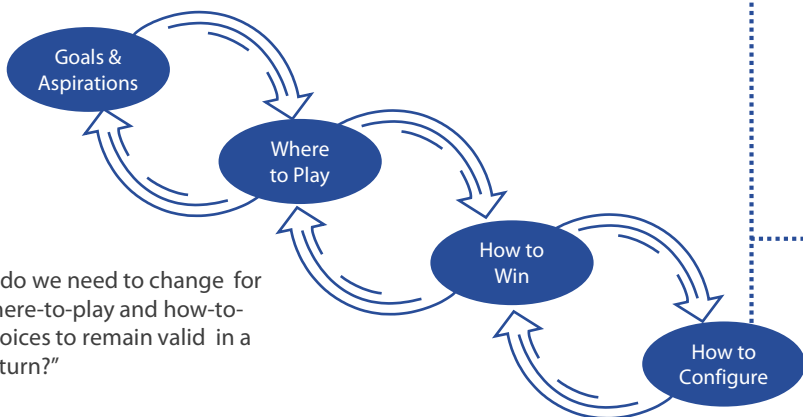 Goals &
Aspirations
Where
to Play
How to
Win
How to
Configure
do we need to change for
here-to-play and how-to-
oices to remain valid in a
turn?”